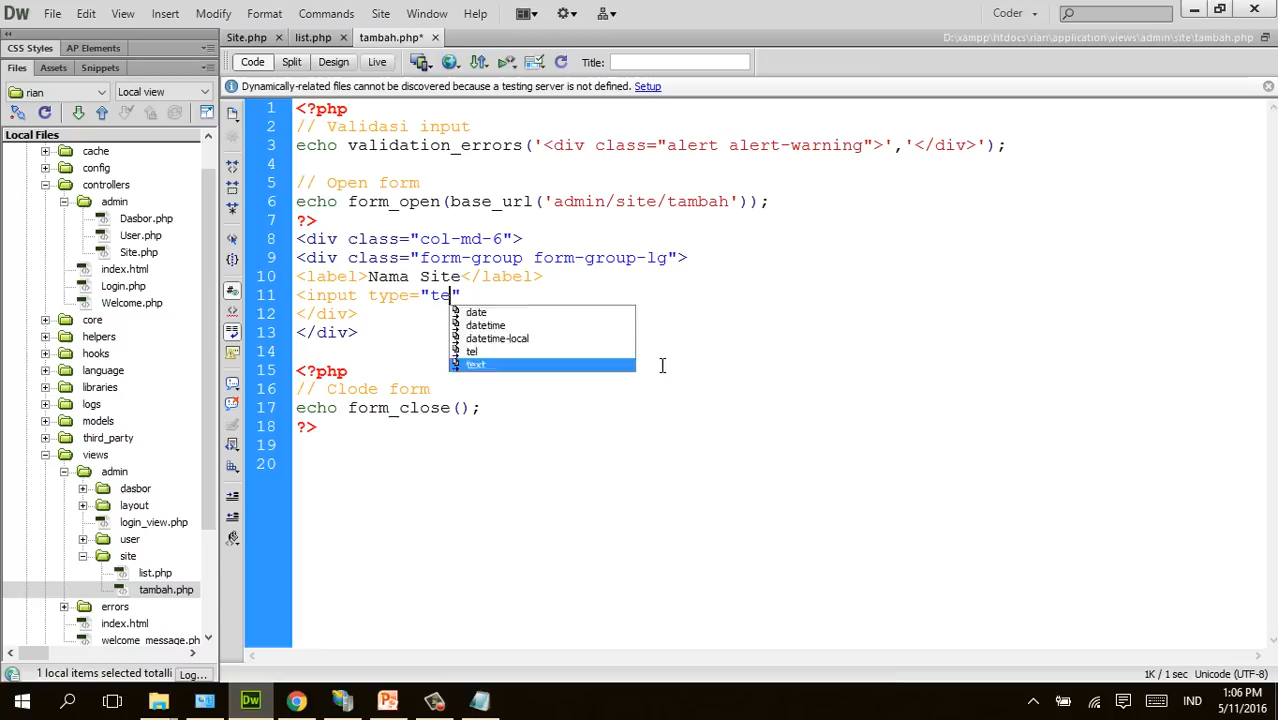 Dw File Edit View Insert Modify Format Commands Site Window Help Coder
CSS Styles AP Elements
Site.php list.php tambah.php* D:\xampp\htdocs\rian\application\views\admin\site\tambah.php
Files Assets Snippets
Code Split Design Live Title:
rian Local view
Dynamically-related files cannot be discovered because a testing server is not defined. Setup
Local Files
cache
config
controllers
admin
Dasbor.php
User.php
Site.php
index.html
Login.php
Welcome.php
core
helpers
hooks
language
libraries
logs
models
third_party
views
admin
dasbor
layout
login_view.php
user
site
list.php
tambah.php
errors
index.html
welcome_message.ph
1 local items selected totalli Log...
1 <?php
2 // Validasi input
3 echo validation_errors('<div class="alert alert-warning">','</div>');
4
5 // Open form
6 echo form_open(base_url('admin/site/tambah'));
7 ?>
8 <div class="col-md-6">
9 <div class="form-group form-group-lg">
10 <label>Nama Site</label>
11 <input type="te"
12 </div>
13 </div>
14
15 <?php
16 // Clode form
17 echo form_close();
18 ?>
19
20
date
datetime
datetime-local
tel
text
1K / 1 sec Unicode (UTF-8)
IND
1:06 PM
5/11/2016